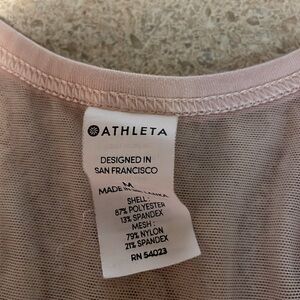 ATHLETA
DESIGNED IN
SAN FRANCISCO
M
MADE IN
SHELL:
87% POLYESTER
13% SPANDEX
MESH:
79% NYLON
21% SPANDEX
RN 54023